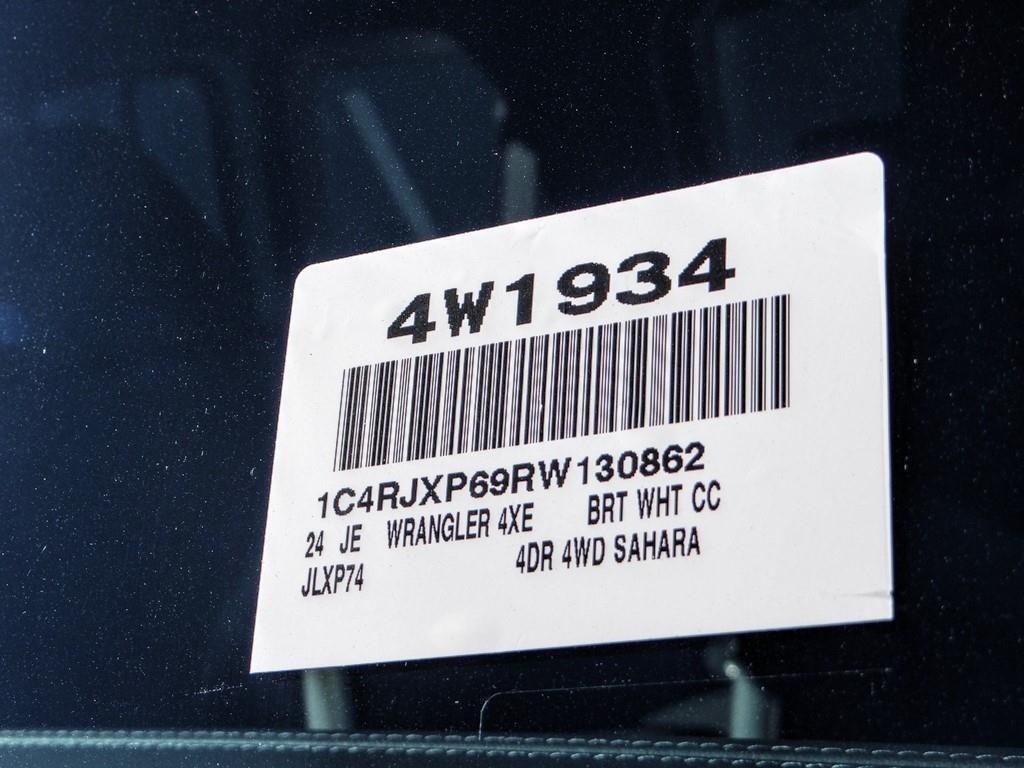 4W1934
1C4RJXP69RW130862
24 JE WRANGLER 4XE BRT WHT CC
JLXP74 4DR 4WD SAHARA